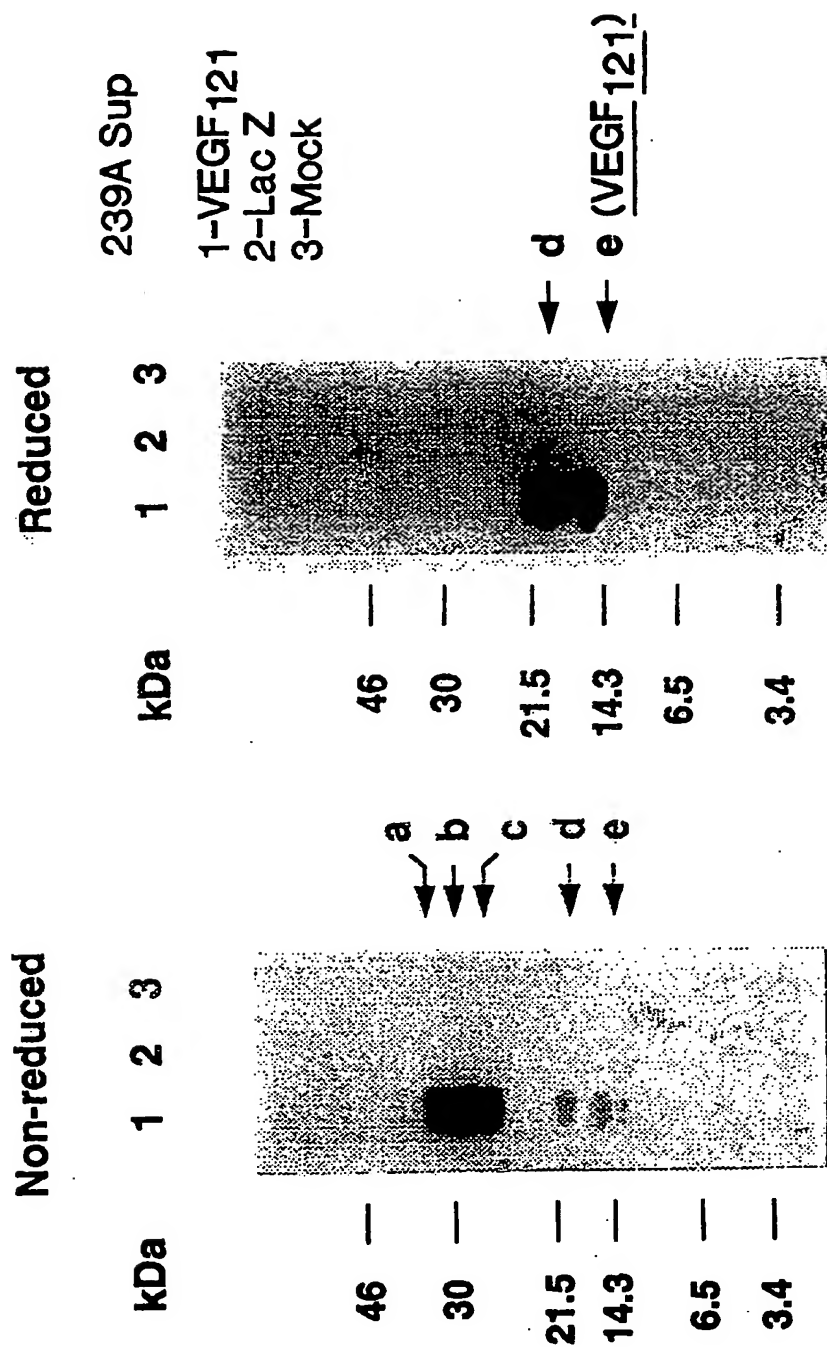 Non-reduced
kDa 1 2 3
46
30
21.5
14.3
6.5
3.4
a
b
c
d
e
Reduced
kDa 1 2 3
46
30
21.5
14.3
6.5
3.4
d
e (VEGF121)
239A Sup
1-VEGF121
2-Lac Z
3-Mock